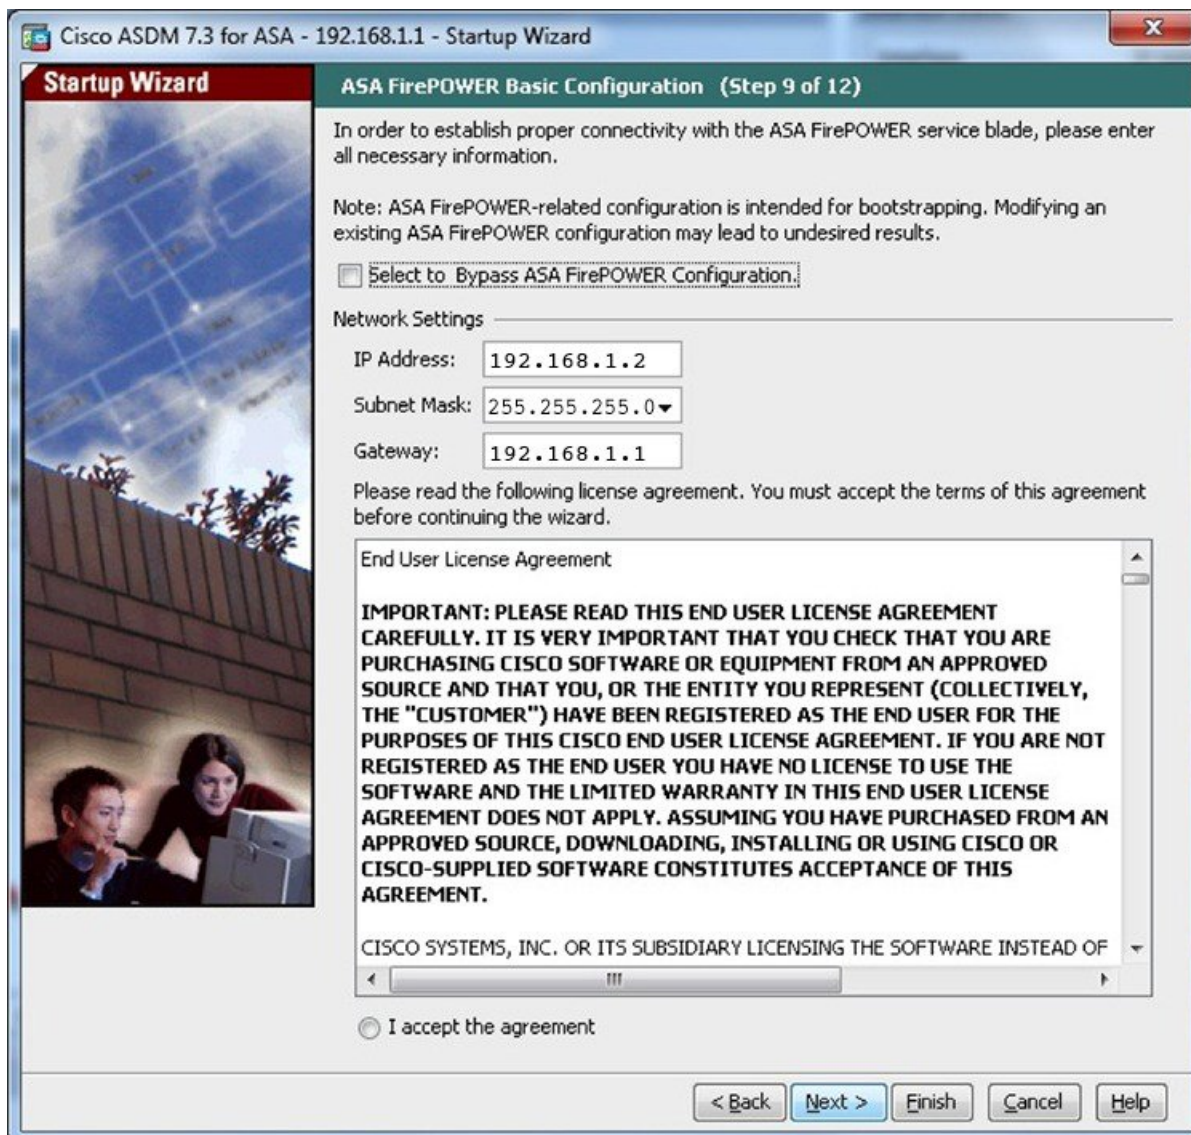 Cisco ASDM 7.3 for ASA - 192.168.1.1 - Startup Wizard
Startup Wizard
ASA FirePOWER Basic Configuration (Step 9 of 12)
In order to establish proper connectivity with the ASA FirePOWER service blade, please enter
all necessary information.
Note: ASA FirePOWER-related configuration is intended for bootstrapping. Modifying an
existing ASA FirePOWER configuration may lead to undesired results.
Select to Bypass ASA FirePOWER Configuration.
Network Settings
IP Address: 192.168.1.2
Subnet Mask: 255.255.255.0
Gateway: 192.168.1.1
Please read the following license agreement. You must accept the terms of this agreement
before continuing the wizard.
End User License Agreement
IMPORTANT: PLEASE READ THIS END USER LICENSE AGREEMENT
CAREFULLY. IT IS VERY IMPORTANT THAT YOU CHECK THAT YOU ARE
PURCHASING CISCO SOFTWARE OR EQUIPMENT FROM AN APPROVED
SOURCE AND THAT YOU, OR THE ENTITY YOU REPRESENT (COLLECTIVELY,
THE "CUSTOMER") HAVE BEEN REGISTERED AS THE END USER FOR THE
PURPOSES OF THIS CISCO END USER LICENSE AGREEMENT. IF YOU ARE NOT
REGISTERED AS THE END USER YOU HAVE NO LICENSE TO USE THE
SOFTWARE AND THE LIMITED WARRANTY IN THIS END USER LICENSE
AGREEMENT DOES NOT APPLY. ASSUMING YOU HAVE PURCHASED FROM AN
APPROVED SOURCE, DOWNLOADING, INSTALLING OR USING CISCO OR
CISCO-SUPPLIED SOFTWARE CONSTITUTES ACCEPTANCE OF THIS
AGREEMENT.
CISCO SYSTEMS, INC. OR ITS SUBSIDIARY LICENSING THE SOFTWARE INSTEAD OF
I accept the agreement
< Back Next > Finish Cancel Help